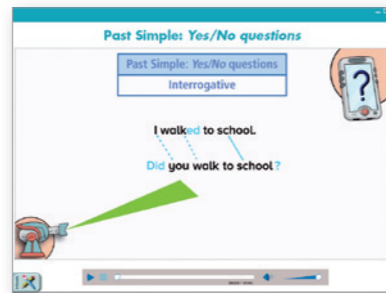 Past Simple: Yes/No questions
Past Simple: Yes/No questions
Interrogative
I walked to school.
Did you walk to school?
?